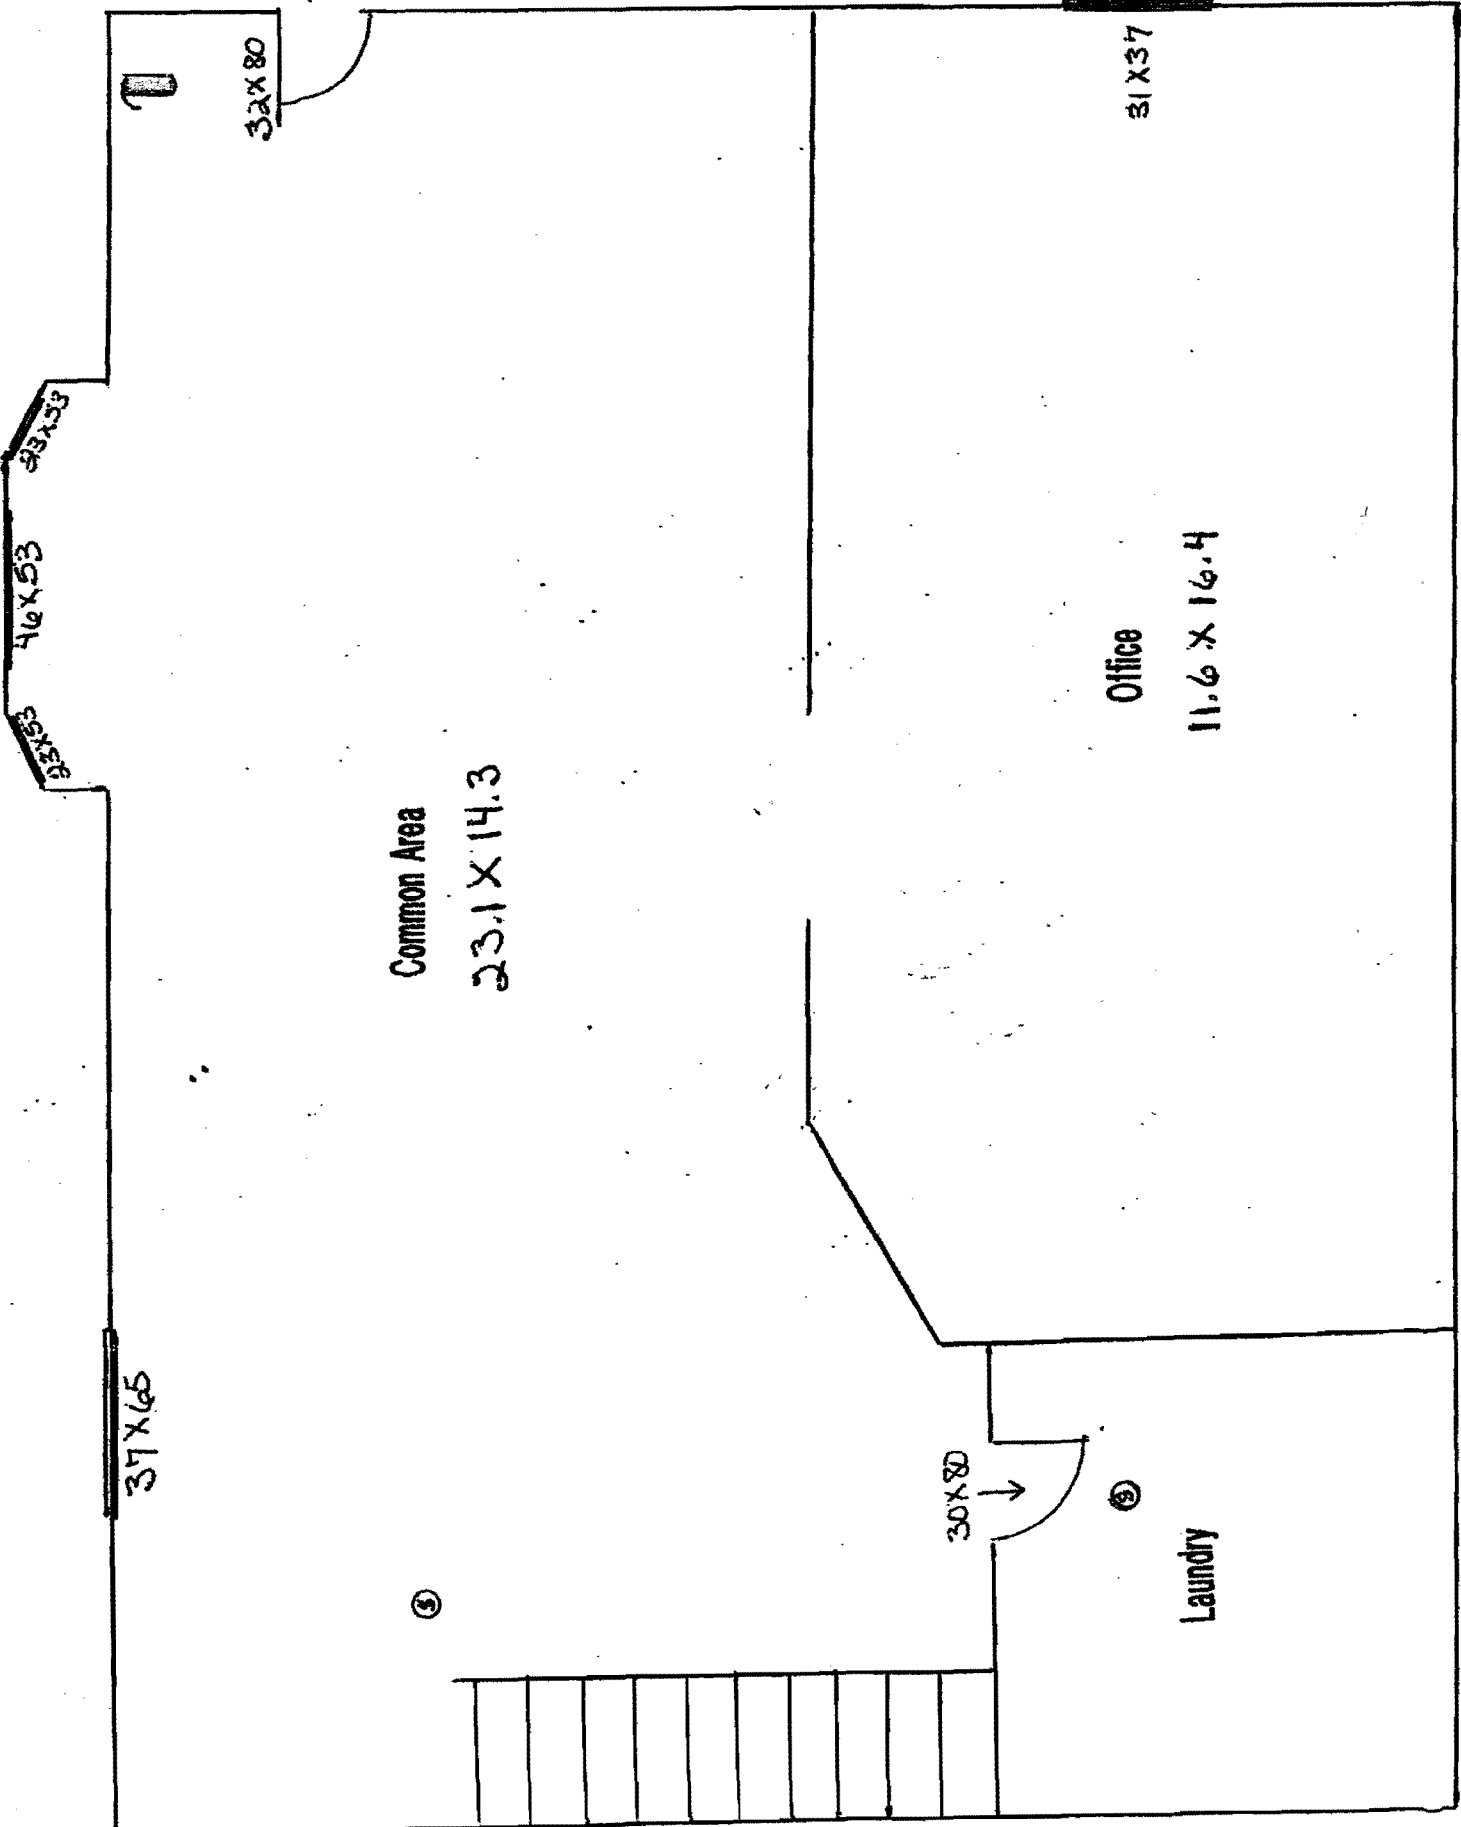 23x53
46x53
23x53
37x65
32x80
Common Area
23.1 x 14.3
31x37
Office
11.6 x 16.4
30x80
Laundry
S
S